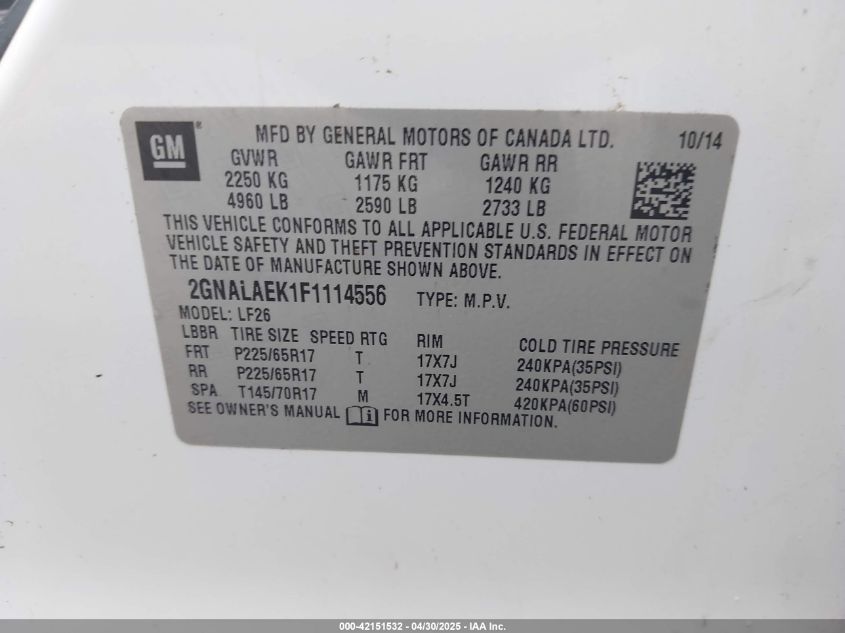 GM ®
MFD BY GENERAL MOTORS OF CANADA LTD. 10/14
GVWR GAWR FRT GAWR RR
2250 KG 1175 KG 1240 KG
4960 LB 2590 LB 2733 LB
THIS VEHICLE CONFORMS TO ALL APPLICABLE U.S. FEDERAL MOTOR
VEHICLE SAFETY AND THEFT PREVENTION STANDARDS IN EFFECT ON
THE DATE OF MANUFACTURE SHOWN ABOVE.
2GNALAEK1F1114556 TYPE: M.P.V.
MODEL: LF26
LBBR TIRE SIZE SPEED RTG RIM COLD TIRE PRESSURE
FRT P225/65R17 T 17X7J 240KPA(35PSI)
RR P225/65R17 T 17X7J 240KPA(35PSI)
SPA T145/70R17 M 17X4.5T 420KPA(60PSI)
SEE OWNER'S MANUAL i FOR MORE INFORMATION.
000-42151532 - 04/30/2025 - IAA Inc.